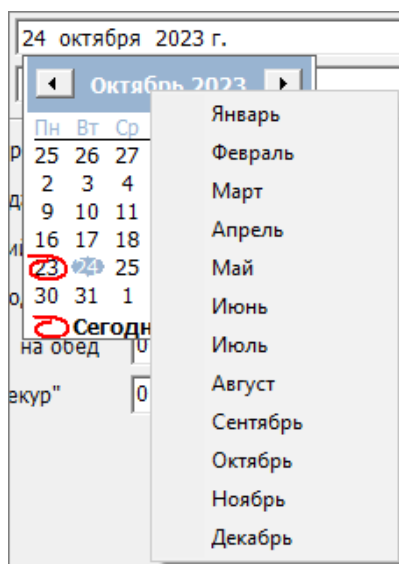 24 октября 2023 г.
Октябрь 2023
Пн Вт Ср
25 26 27
2 3 4
9 10 11
16 17 18
23 24 25
30 31 1
на обед 0
екур" 0
Январь
Февраль
Март
Апрель
Май
Июнь
Июль
Август
Сентябрь
Октябрь
Ноябрь
Декабрь